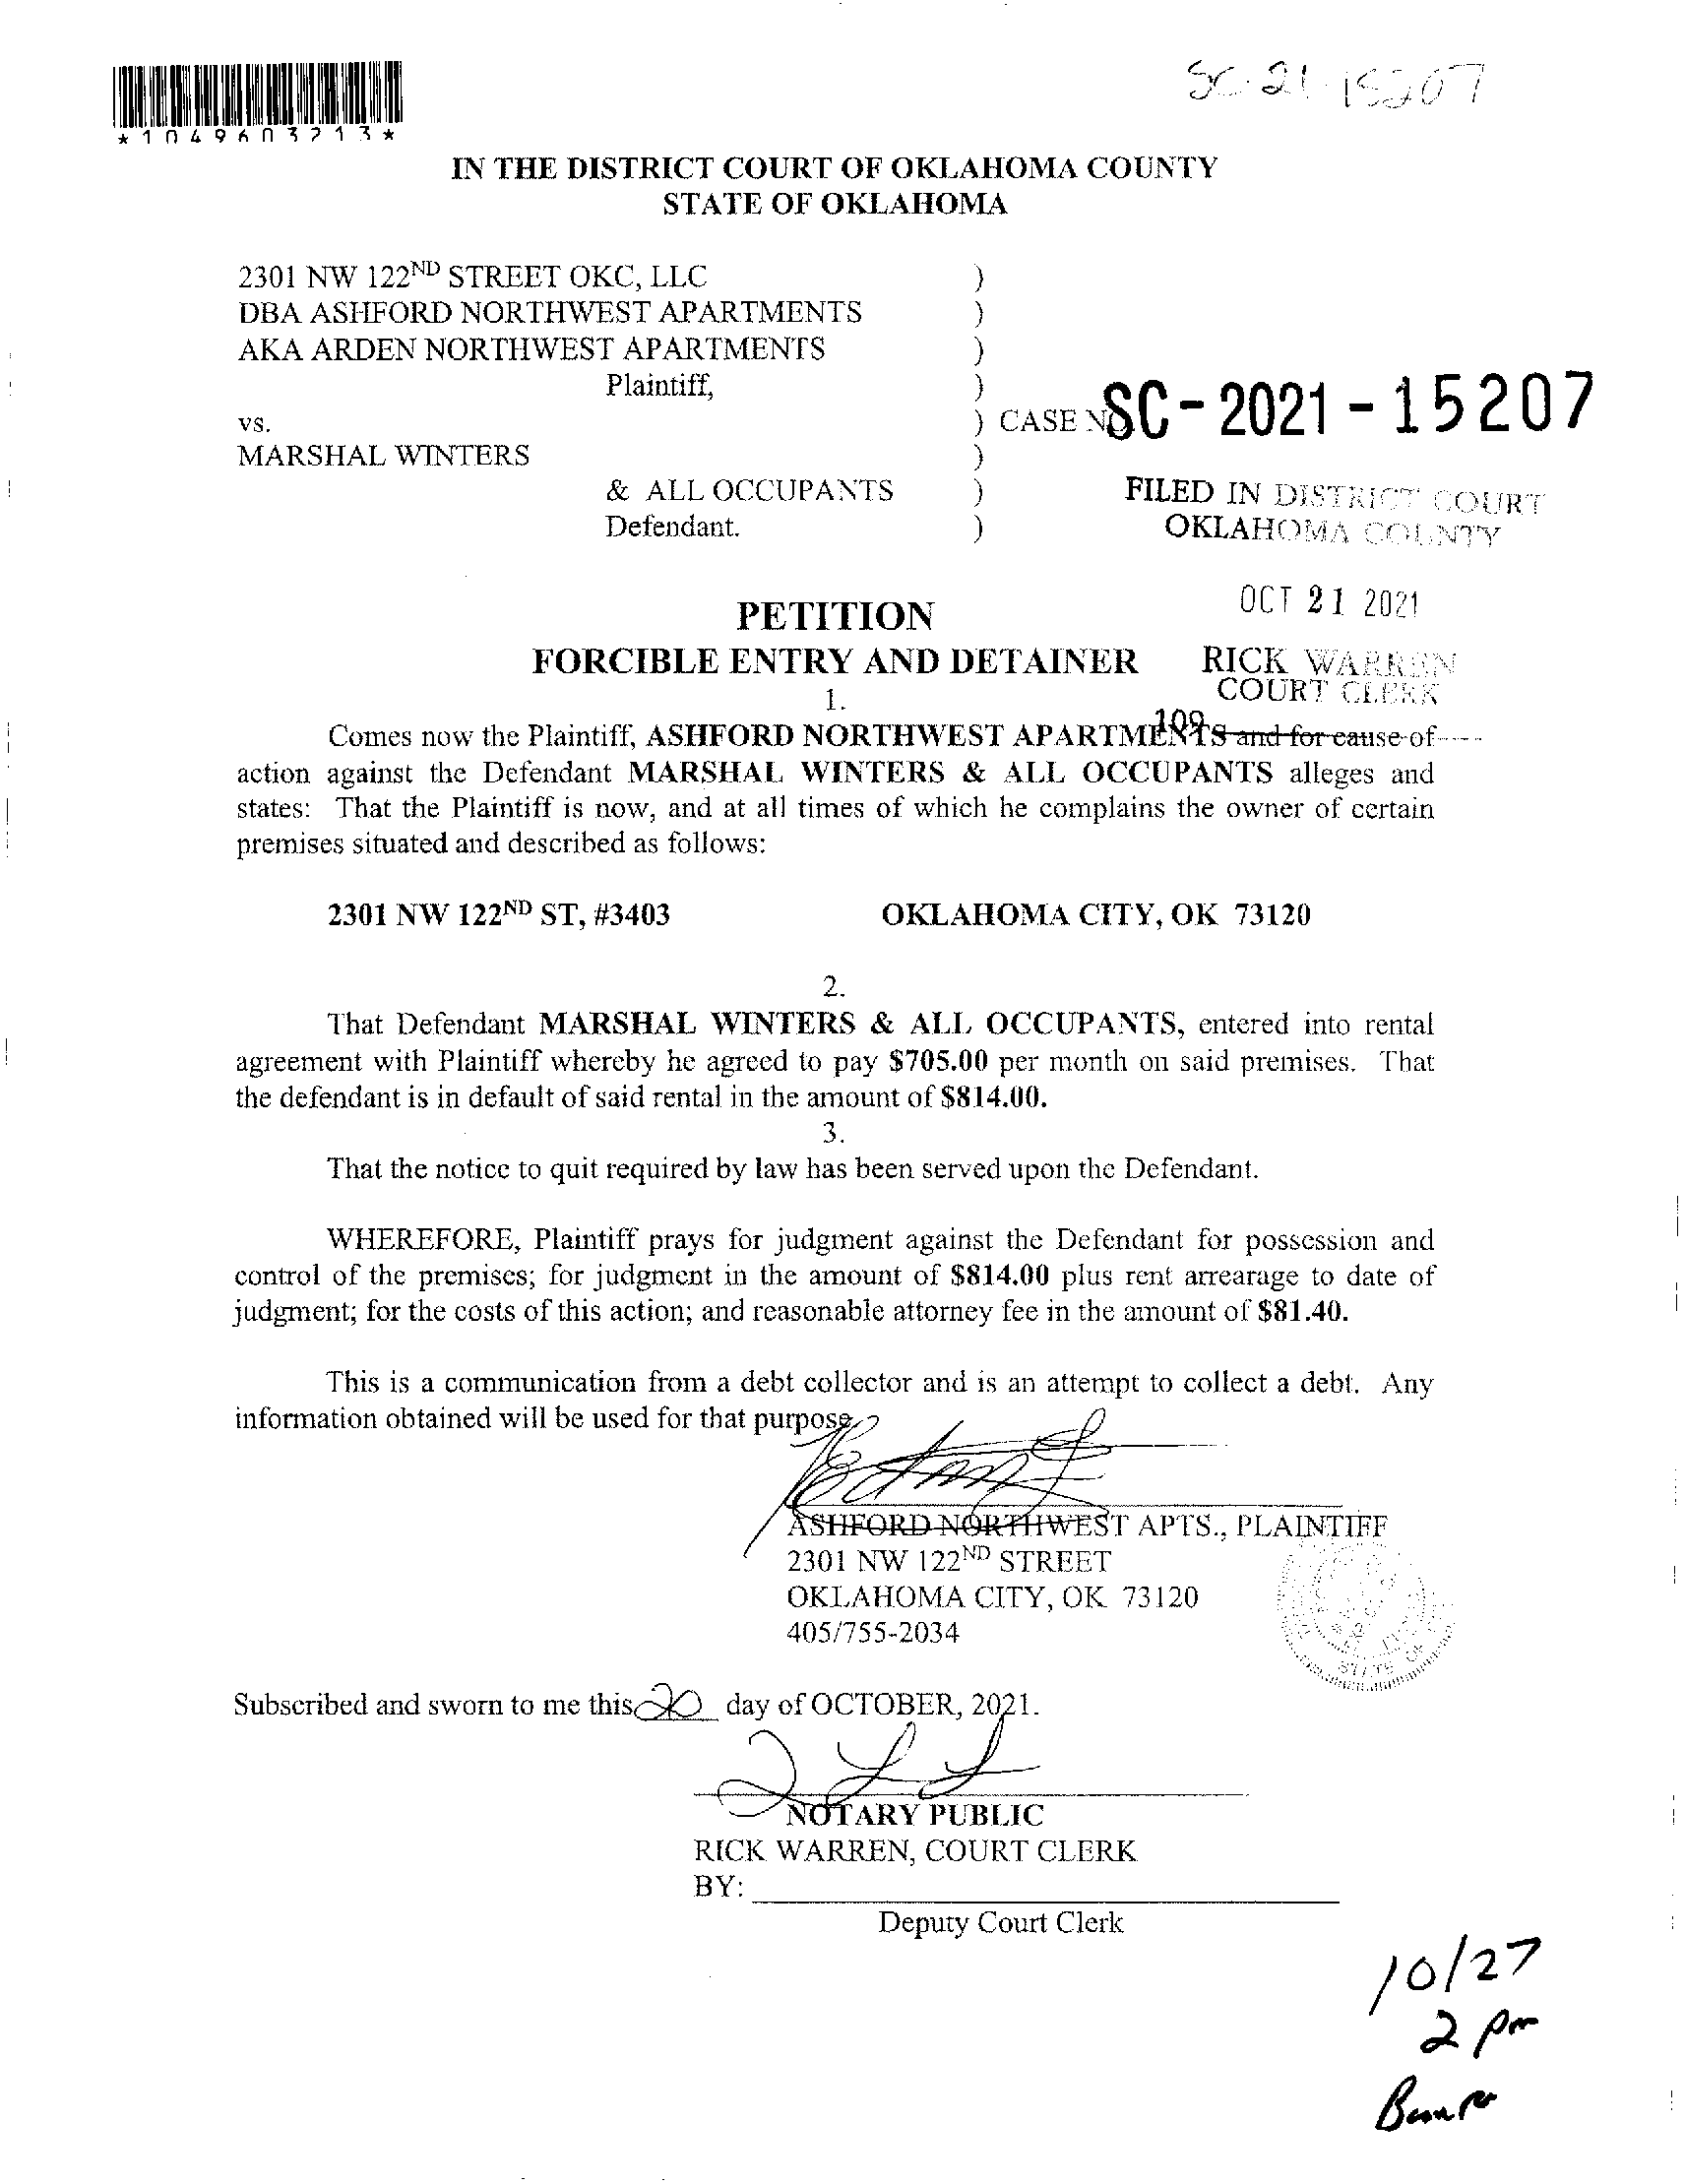 SC-21-15207
*1049603213*
IN THE DISTRICT COURT OF OKLAHOMA COUNTY
STATE OF OKLAHOMA
2301 NW 122ND STREET OKC, LLC )
DBA ASHFORD NORTHWEST APARTMENTS )
AKA ARDEN NORTHWEST APARTMENTS )
Plaintiff, )
vs. ) CASE NO SC-2021-15207
MARSHAL WINTERS )
& ALL OCCUPANTS )
Defendant. )
FILED IN DISTRICT COURT
OKLAHOMA COUNTY
OCT 21 2021
RICK WARREN
COURT CLERK
109
PETITION
FORCIBLE ENTRY AND DETAINER
1.
Comes now the Plaintiff, ASHFORD NORTHWEST APARTMENTS and for cause of
action against the Defendant MARSHAL WINTERS & ALL OCCUPANTS alleges and
states: That the Plaintiff is now, and at all times of which he complains the owner of certain
premises situated and described as follows:
2301 NW 122ND ST, #3403 OKLAHOMA CITY, OK 73120
2.
That Defendant MARSHAL WINTERS & ALL OCCUPANTS, entered into rental
agreement with Plaintiff whereby he agreed to pay $705.00 per month on said premises. That
the defendant is in default of said rental in the amount of $814.00.
3.
That the notice to quit required by law has been served upon the Defendant.
WHEREFORE, Plaintiff prays for judgment against the Defendant for possession and
control of the premises; for judgment in the amount of $814.00 plus rent arrearage to date of
judgment; for the costs of this action; and reasonable attorney fee in the amount of $81.40.
This is a communication from a debt collector and is an attempt to collect a debt. Any
information obtained will be used for that purpose.
ASHFORD NORTHWEST APTS., PLAINTIFF
2301 NW 122ND STREET
OKLAHOMA CITY, OK 73120
405/755-2034
STATE OF
Subscribed and sworn to me this 20 day of OCTOBER, 2021.
NOTARY PUBLIC
RICK WARREN, COURT CLERK
BY:
Deputy Court Clerk
10/27
2 pm